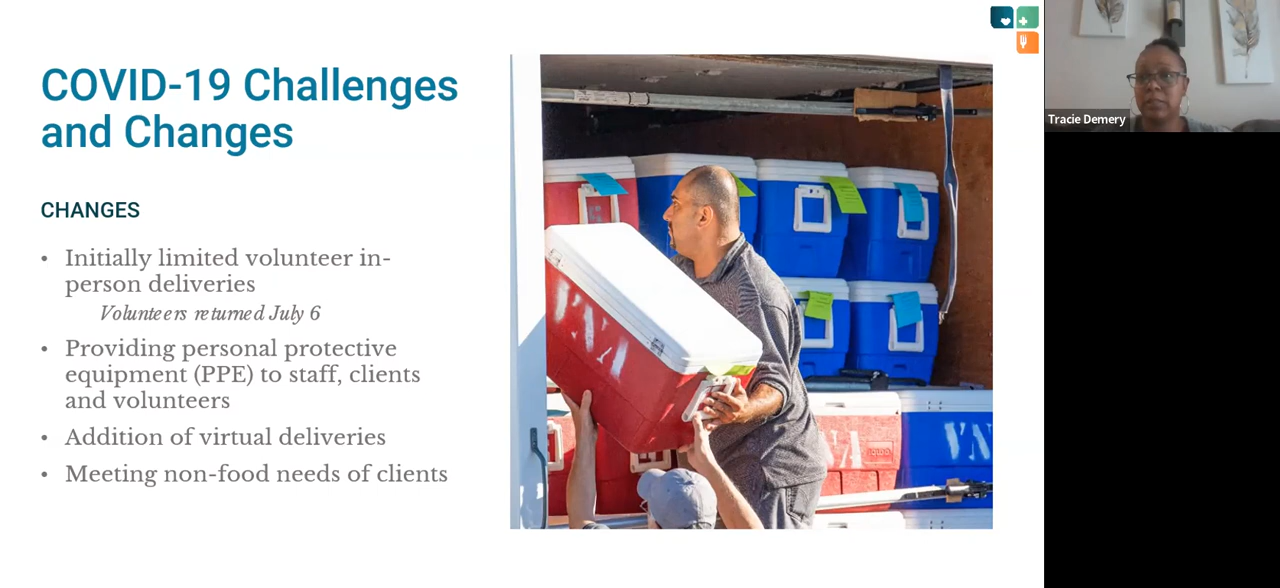 COVID-19 Challenges
and Changes
CHANGES
• Initially limited volunteer in-
person deliveries
Volunteers returned July 6
• Providing personal protective
equipment (PPE) to staff, clients
and volunteers
• Addition of virtual deliveries
• Meeting non-food needs of clients
VNA
VN
Tracie Demery